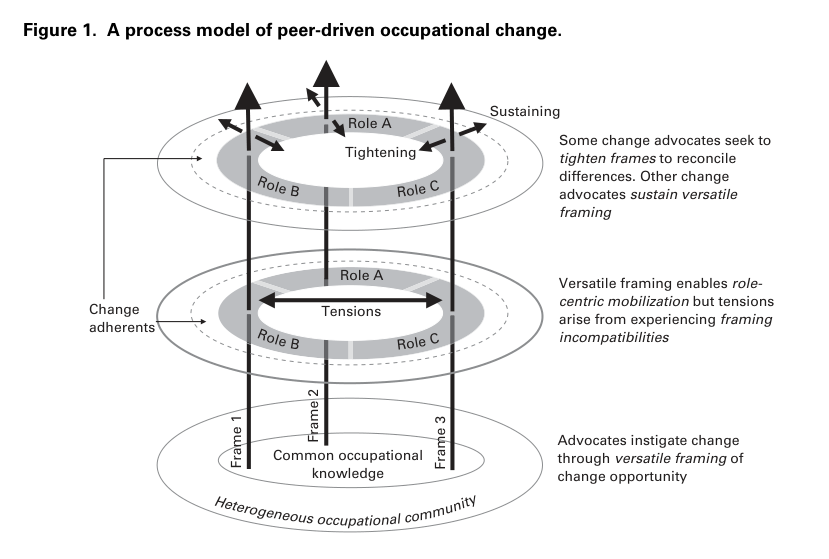 Figure 1. A process model of peer-driven occupational change.
Sustaining
Role A
Tightening
Role B
Role C
Some change advocates seek to
tighten frames to reconcile
differences. Other change
advocates sustain versatile
framing
Role A
Tensions
Role B
Role C
Change
adherents
Versatile framing enables role-
centric mobilization but tensions
arise from experiencing framing
incompatibilities
Frame 1
Frame 2
Frame 3
Common occupational
knowledge
Heterogeneous occupational community
Advocates instigate change
through versatile framing of
change opportunity